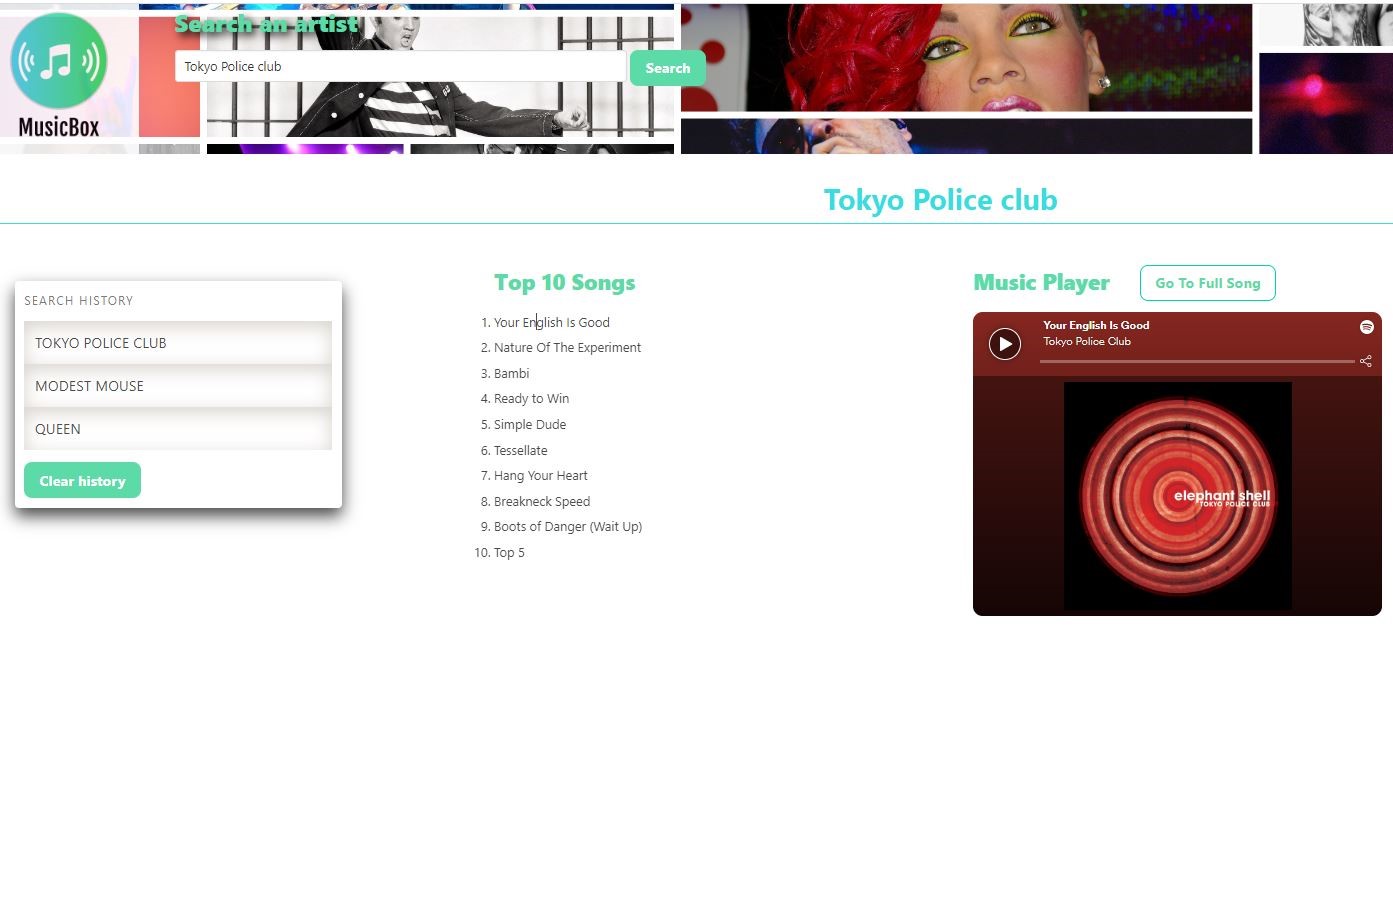 Search an artist
Tokyo Police club
Search
MusicBox
Tokyo Police club
SEARCH HISTORY
TOKYO POLICE CLUB
MODEST MOUSE
QUEEN
Clear history
Top 10 Songs
1. Your English Is Good
2. Nature Of The Experiment
3. Bambi
4. Ready to Win
5. Simple Dude
6. Tessellate
7. Hang Your Heart
8. Breakneck Speed
9. Boots of Danger (Wait Up)
10. Top 5
Music Player
Go To Full Song
Your English Is Good
Tokyo Police Club
elephant shell
TOKYO POLICE CLUB